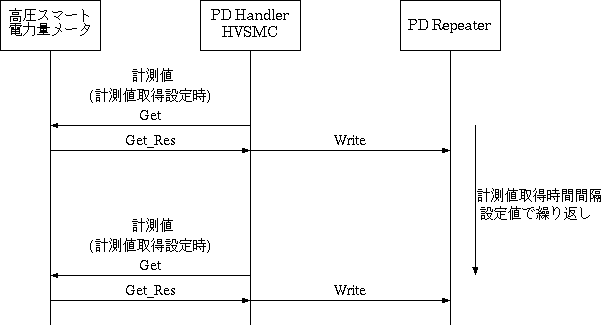 高圧スマート
電力量メータ
PD Handler
HVSMC
PD Repeater
計測値
(計測値取得設定時)
Get
Get_Res
Write
計測値取得時間間隔
設定値で繰り返し
計測値
(計測値取得設定時)
Get
Get_Res
Write